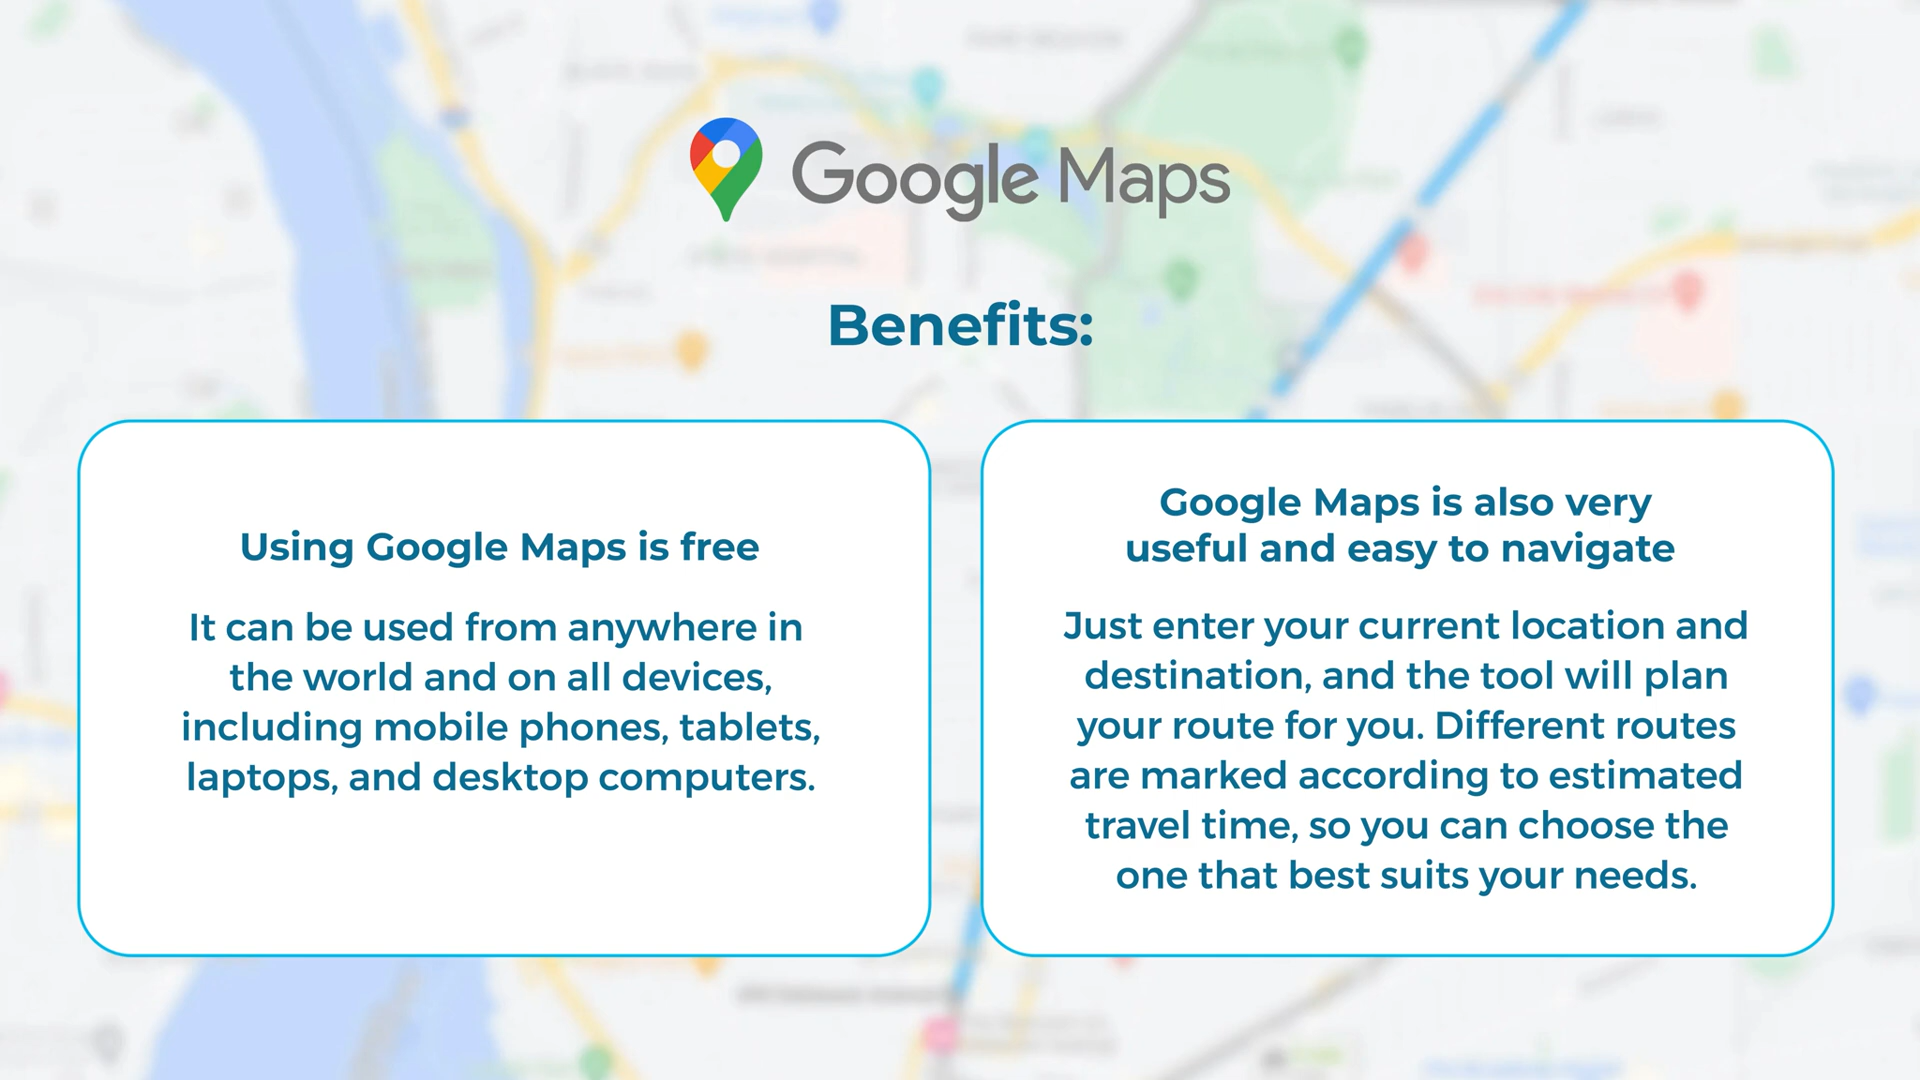 Google Maps
Benefits:
Using Google Maps is free
It can be used from anywhere in
the world and on all devices,
including mobile phones, tablets,
laptops, and desktop computers.
Google Maps is also very
useful and easy to navigate
Just enter your current location and
destination, and the tool will plan
your route for you. Different routes
are marked according to estimated
travel time, so you can choose the
one that best suits your needs.